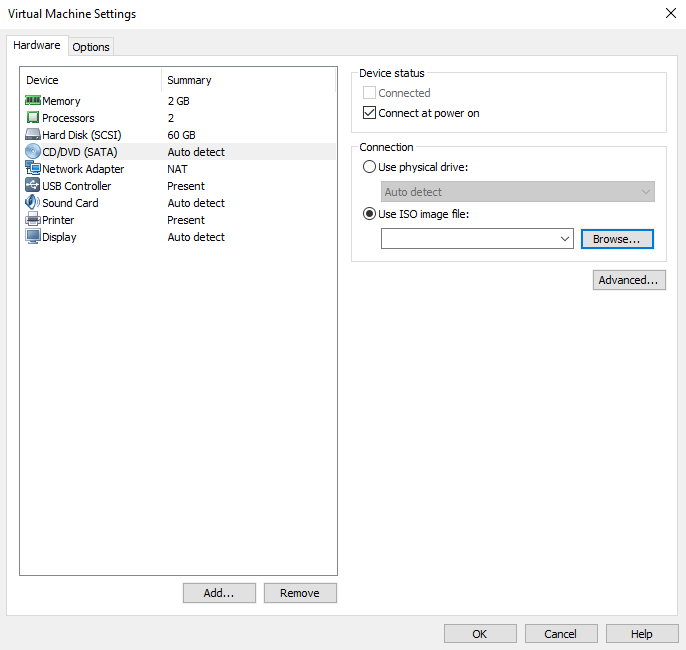 Virtual Machine Settings
Hardware Options
Device Summary
Memory 2 GB
Processors 2
Hard Disk (SCSI) 60 GB
CD/DVD (SATA) Auto detect
Network Adapter NAT
USB Controller Present
Sound Card Auto detect
Printer Present
Display Auto detect
Add... Remove
Device status
Connected
Connect at power on
Connection
Use physical drive:
Auto detect
Use ISO image file:
Browse...
Advanced...
OK Cancel Help